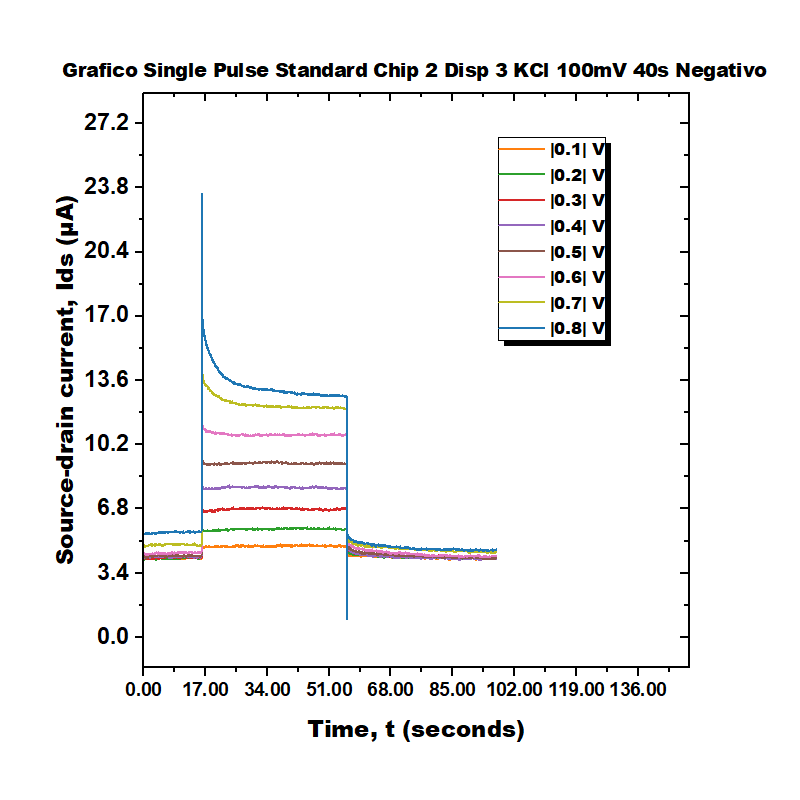 Grafico Single Pulse Standard Chip 2 Disp 3 KCl 100mV 40s Negativo
27.2
23.8
20.4
17.0
13.6
10.2
6.8
3.4
0.0
Source-drain current, Ids (µA)
|0.1| V
|0.2| V
|0.3| V
|0.4| V
|0.5| V
|0.6| V
|0.7| V
|0.8| V
0.00 17.00 34.00 51.00 68.00 85.00 102.00 119.00 136.00
Time, t (seconds)